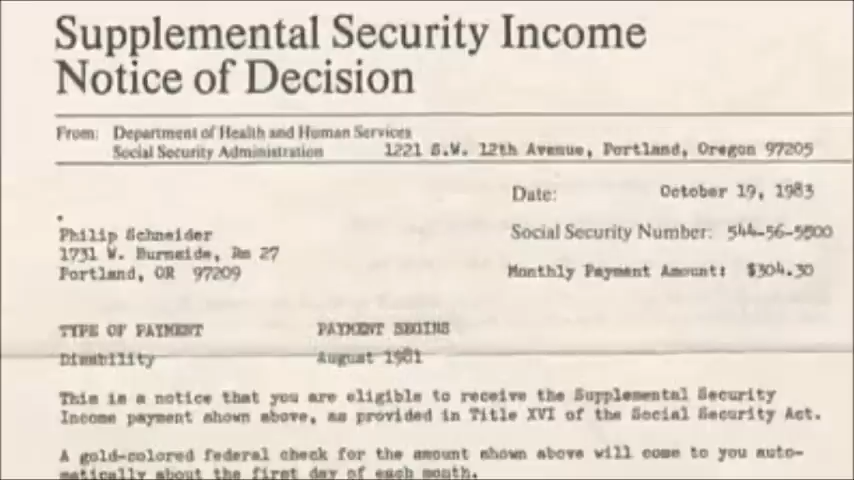 Supplemental Security Income
Notice of Decision
From: Department of Health and Human Services
Social Security Administration 1221 S.W. 12th Avenue, Portland, Oregon 97205
Date: October 19, 1983
Philip Schneider
Social Security Number: 544-56-5500
1731 W. Burnside, Rm 27
Portland, OR 97209
Monthly Payment Amount: $304.30
TYPE OF PAYMENT PAYMENT BEGINS
Disability August 1981
This is a notice that you are eligible to receive the Supplemental Security
Income payment shown above, as provided in Title XVI of the Social Security Act.
A gold-colored federal check for the amount shown above will come to you auto-
matically about the first day of each month.